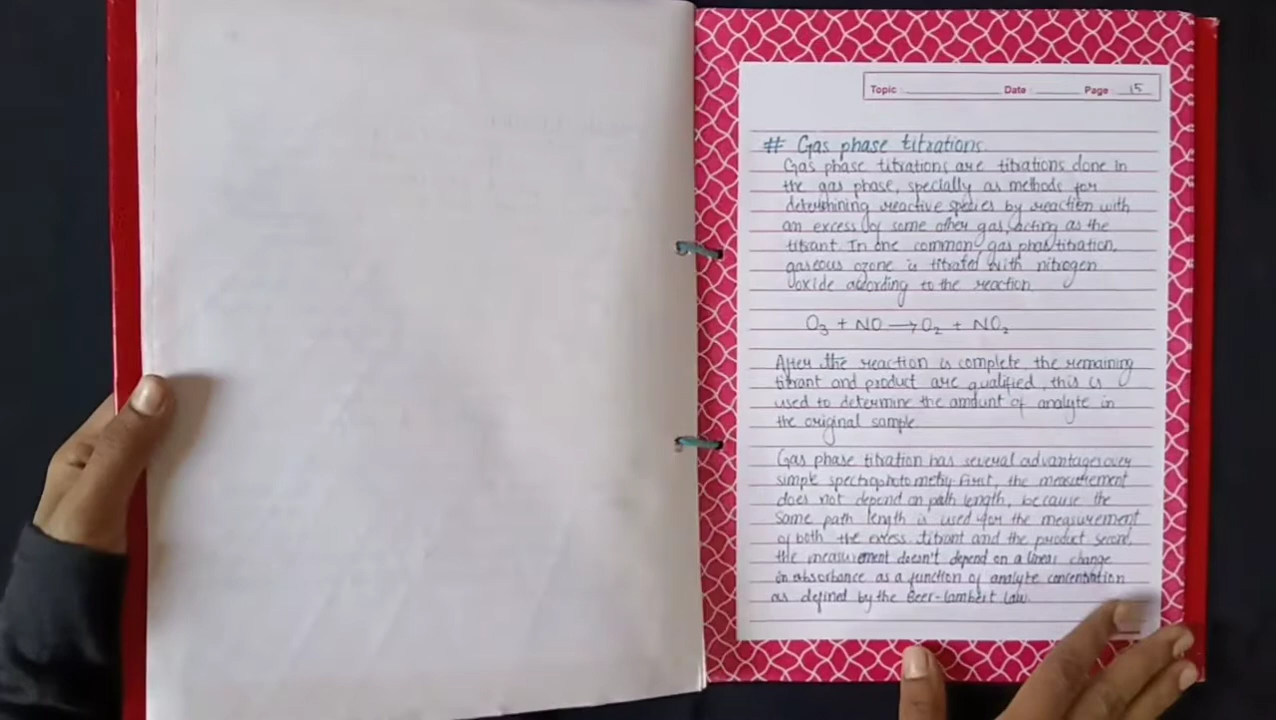 Topic Date Page 15
# Gas phase titrations.
Gas phase titrations are titrations done in
the gas phase, specially as methods for
determining reactive species by reaction with
an excess of some other gas, acting as the
titrant. In one common gas phase titration,
gaseous ozone is titrated with nitrogen
oxide according to the reaction.
O₃ + NO → O₂ + NO₂
After the reaction is complete, the remaining
titrant and product are qualified, this is
used to determine the amount of analyte in
the original sample.
Gas phase titration has several advantages over
simple spectrophotometry. First, the measurement
does not depend on path length, because the
same path length is used for the measurement
of both the excess titrant and the product. Second,
the measurement doesn't depend on a linear change
in absorbance as a function of analyte concentration
as defined by the Beer-Lambert Law.